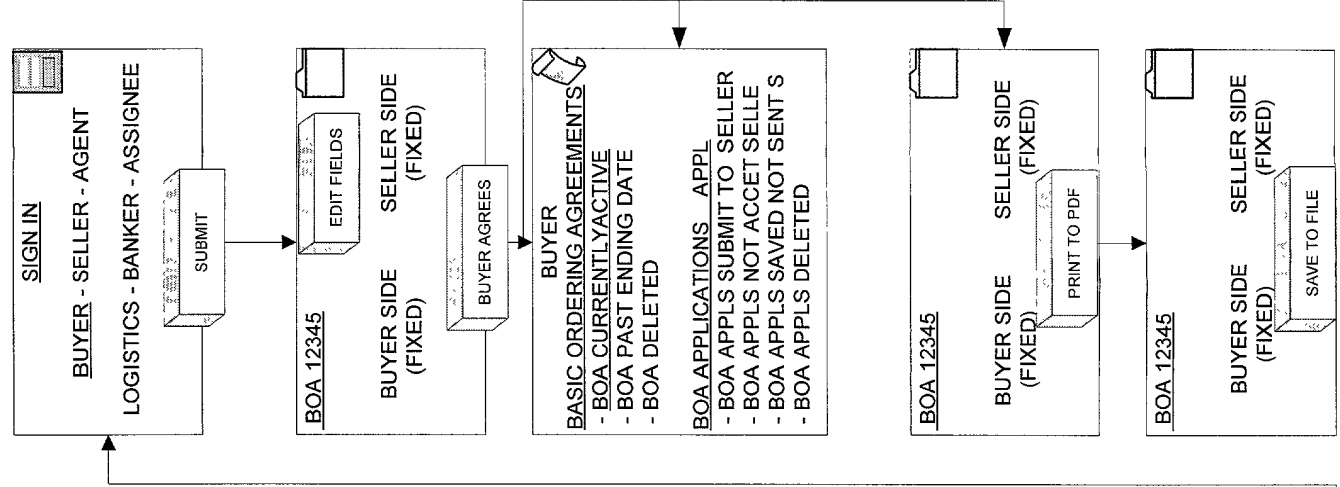 SIGN IN
BUYER - SELLER - AGENT
LOGISTICS - BANKER - ASSIGNEE
SUBMIT
BOA 12345
EDIT FIELDS
BUYER SIDE
(FIXED)
SELLER SIDE
(FIXED)
BUYER AGREES
BUYER
BASIC ORDERING AGREEMENTS
- BOA CURRENTLY ACTIVE
- BOA PAST ENDING DATE
- BOA DELETED
BOA APPLICATIONS APPL
- BOA APPLS SUBMIT TO SELLER
- BOA APPLS NOT ACCET SELLE
- BOA APPLS SAVED NOT SENT S
- BOA APPLS DELETED
BOA 12345
BUYER SIDE
(FIXED)
SELLER SIDE
(FIXED)
PRINT TO PDF
BOA 12345
BUYER SIDE
(FIXED)
SELLER SIDE
(FIXED)
SAVE TO FILE